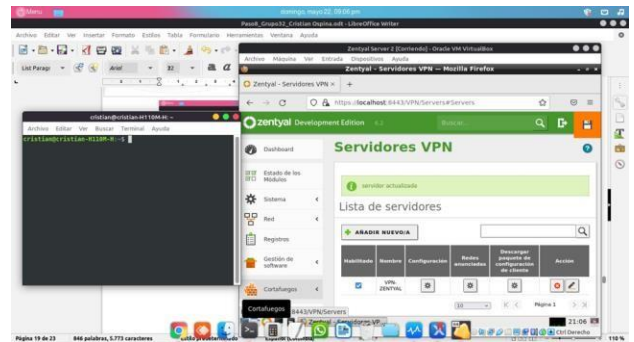 Menu
domingo, mayo 22, 09:06 pm
Paso8_Grupo32_Cristian Ospina.odt - LibreOffice Writer
Archivo Editar Ver Insertar Formato Estilos Tabla Formulario Herramientas Ventana Ayuda
List Paragr
Arial
12
Zentyal Server 2 [Corriendo] - Oracle VM VirtualBox
Archivo Máquina Ver Entrada Dispositivos Ayuda
Zentyal - Servidores VPN — Mozilla Firefox
Zentyal - Servidores VPN
https://localhost:8443/VPN/Servers#Servers
zentyal Development Edition
Buscar...
Dashboard
Estado de los Módulos
Sistema
Red
Registros
Gestión de software
Cortafuegos
Servidores VPN
servidor actualizado
Lista de servidores
AÑADIR NUEVO/A
Habilitado Nombre Configuración Redes anunciadas Descargar paquete de configuración de cliente Acción
VPN-ZENTYAL
10
Página 1
cristian@cristian-H110M-H: ~
Archivo Editar Ver Buscar Terminal Ayuda
cristian@cristian-H110M-H:~$
Cortafuegos
8443/VPN/Servers
21:06
Ctrl Derecho
Página 19 de 23
846 palabras, 5.773 caracteres
110 %